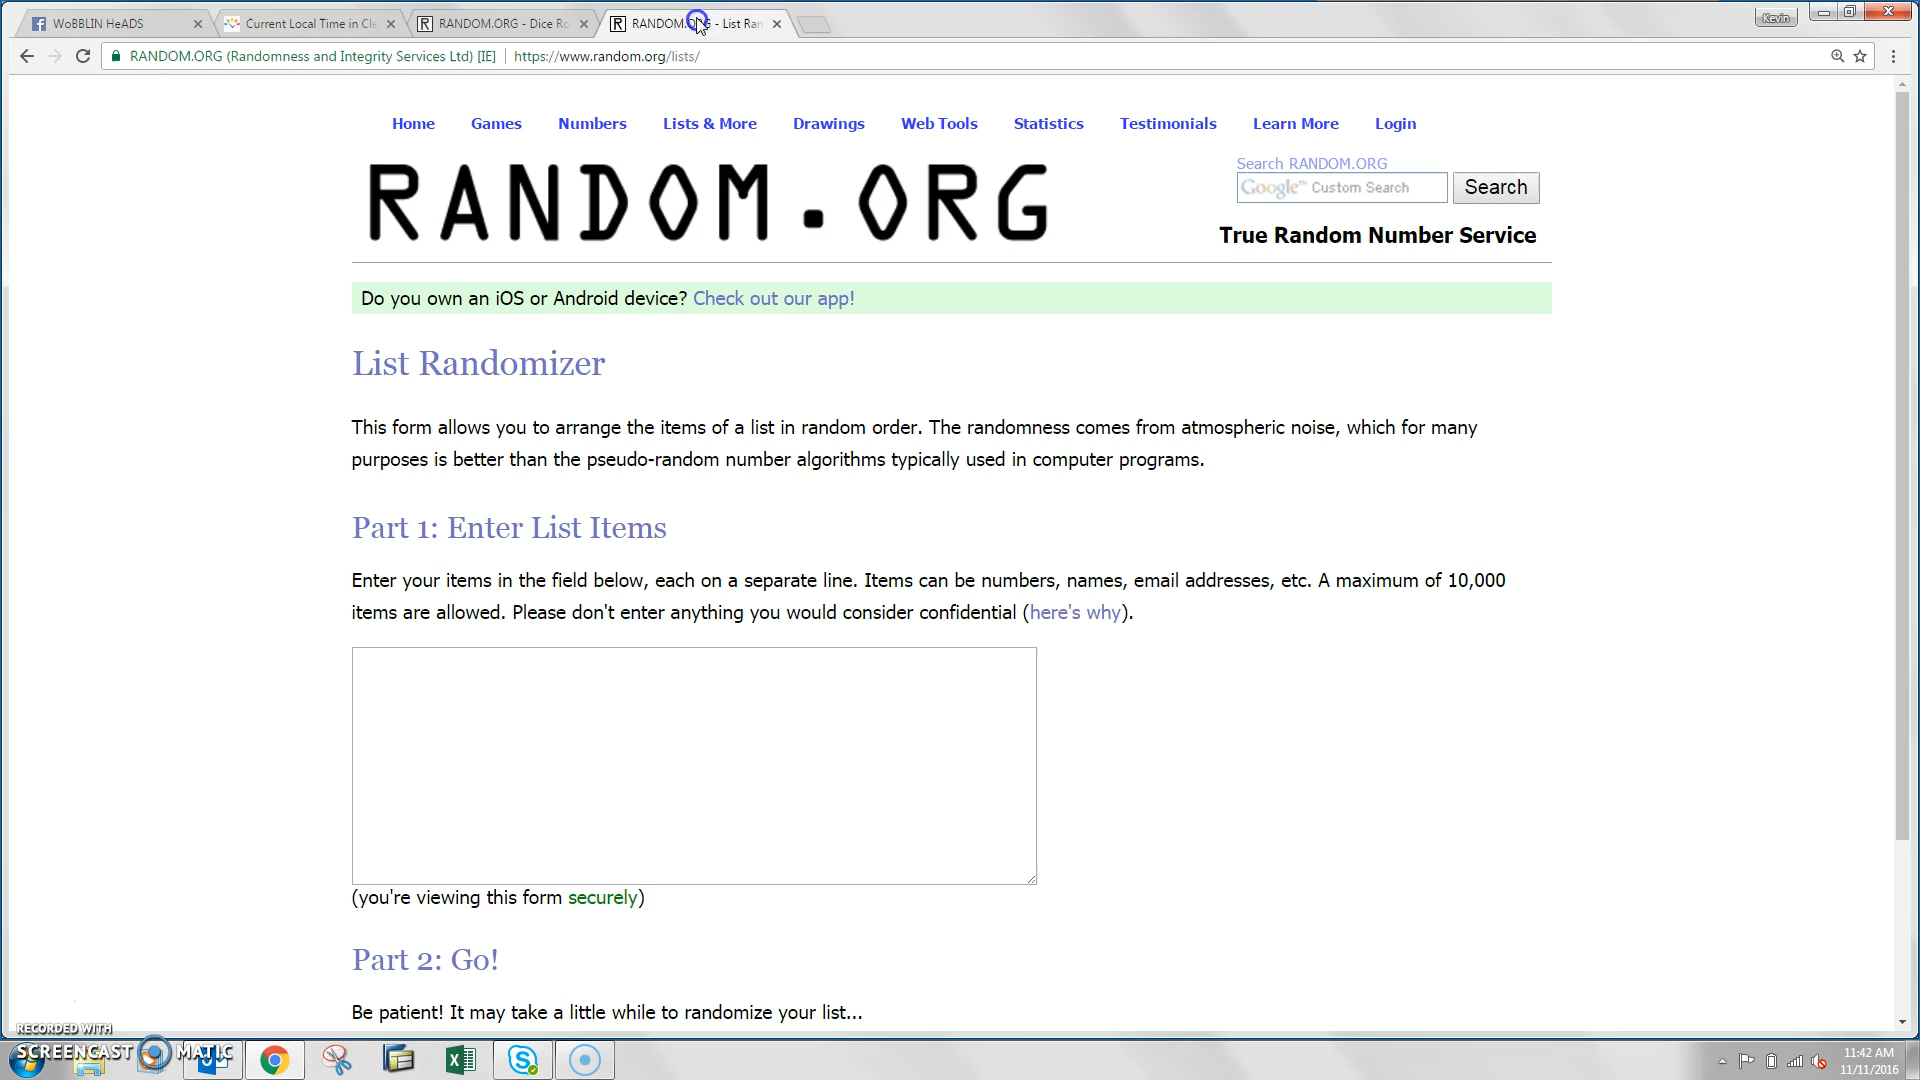 WoBBLIN HeADS
Current Local Time in Cle
RANDOM.ORG - Dice Ro
RANDOM.ORG - List Ran
Kevin
RANDOM.ORG (Randomness and Integrity Services Ltd) [IE]
https://www.random.org/lists/
Home Games Numbers Lists & More Drawings Web Tools Statistics Testimonials Learn More Login
RANDOM.ORG
Search RANDOM.ORG
Google™ Custom Search
Search
True Random Number Service
Do you own an iOS or Android device? Check out our app!
List Randomizer
This form allows you to arrange the items of a list in random order. The randomness comes from atmospheric noise, which for many
purposes is better than the pseudo-random number algorithms typically used in computer programs.
Part 1: Enter List Items
Enter your items in the field below, each on a separate line. Items can be numbers, names, email addresses, etc. A maximum of 10,000
items are allowed. Please don't enter anything you would consider confidential (here's why).
(you're viewing this form securely)
Part 2: Go!
Be patient! It may take a little while to randomize your list...
RECORDED WITH
SCREENCAST MATIC
11:42 AM
11/11/2016